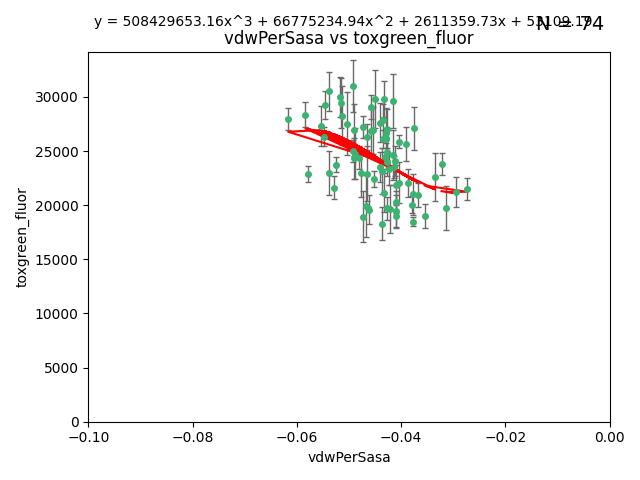 y = 508429653.16x^3 + 66775234.94x^2 + 2611359.73x + 53109.19
N = 74
vdwPerSasa vs toxgreen_fluor
30000
25000
20000
15000
10000
5000
0
toxgreen_fluor
−0.10 −0.08 −0.06 −0.04 −0.02 0.00
vdwPerSasa